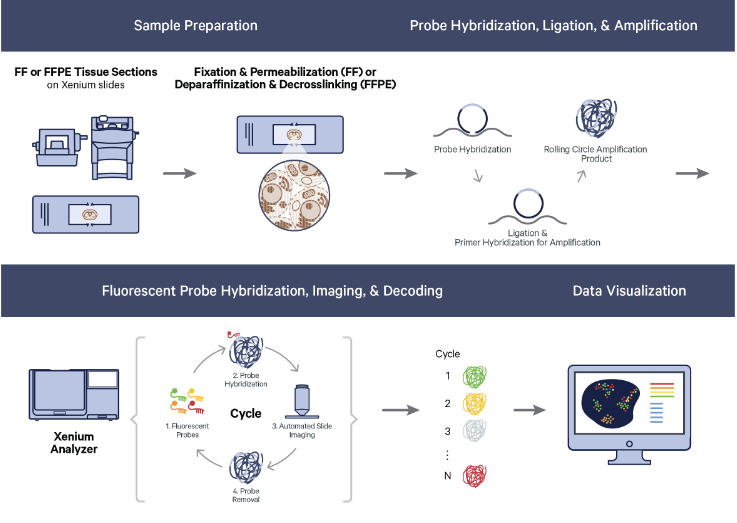 Sample Preparation
Probe Hybridization, Ligation, & Amplification
FF or FFPE Tissue Sections
on Xenium slides
Fixation & Permeabilization (FF) or
Deparaffinization & Decrosslinking (FFPE)
Probe Hybridization
Rolling Circle Amplification
Product
Ligation &
Primer Hybridization for Amplification
Fluorescent Probe Hybridization, Imaging, & Decoding
Data Visualization
Xenium
Analyzer
2. Probe
Hybridization
1. Fluorescent
Probes
Cycle
3. Automated Slide
Imaging
4. Probe
Removal
Cycle
1
2
3
⋮
N